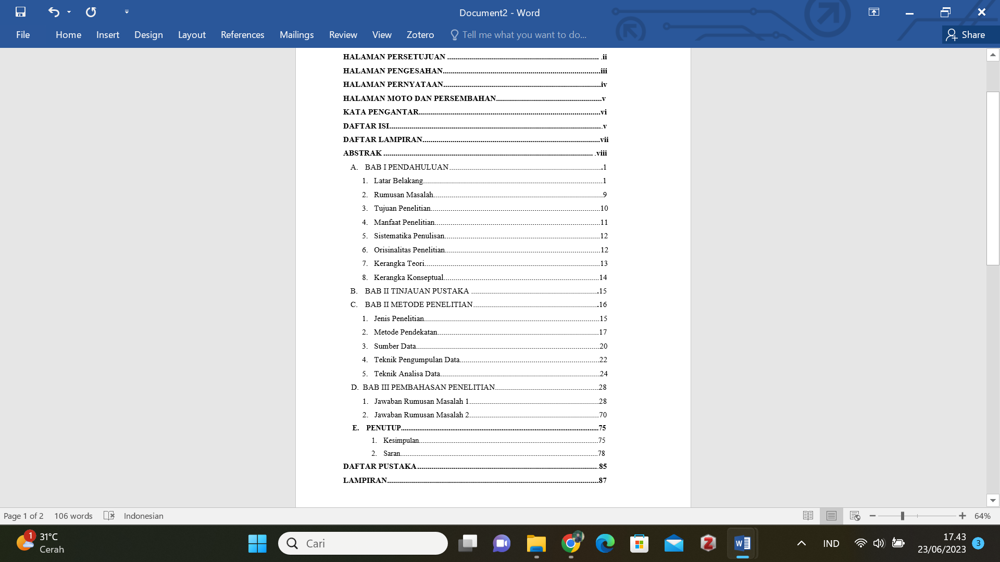 Document2 - Word
File Home Insert Design Layout References Mailings Review View Zotero Tell me what you want to do... Share
HALAMAN PERSETUJUAN ............................................................................ .ii
HALAMAN PENGESAHAN...............................................................................iii
HALAMAN PERNYATAAN...............................................................................iv
HALAMAN MOTO DAN PERSEMBAHAN.....................................................v
KATA PENGANTAR...........................................................................................vi
DAFTAR ISI...........................................................................................................v
DAFTAR LAMPIRAN.........................................................................................vii
ABSTRAK ......................................................................................................... .viii
A. BAB I PENDAHULUAN.............................................................................1
1. Latar Belakang..........................................................................................1
2. Rumusan Masalah.....................................................................................9
3. Tujuan Penelitian.....................................................................................10
4. Manfaat Penelitian...................................................................................11
5. Sistematika Penulisan..............................................................................12
6. Orisinalitas Penelitian..............................................................................12
7. Kerangka Teori........................................................................................13
8. Kerangka Konseptual..............................................................................14
B. BAB II TINJAUAN PUSTAKA ................................................................15
C. BAB II METODE PENELITIAN...............................................................16
1. Jenis Penelitian........................................................................................15
2. Metode Pendekatan.................................................................................17
3. Sumber Data............................................................................................20
4. Teknik Pengumpulan Data......................................................................22
5. Teknik Analisa Data................................................................................24
D. BAB III PEMBAHASAN PENELITIAN....................................................28
1. Jawaban Rumusan Masalah 1.................................................................28
2. Jawaban Rumusan Masalah 2.................................................................70
E. PENUTUP...........................................................................................................75
1. Kesimpulan.................................................................................................75
2. Saran...........................................................................................................78
DAFTAR PUSTAKA...........................................................................................85
LAMPIRAN..........................................................................................................87
Page 1 of 2 106 words Indonesian 64%
1 31°C
Cerah
Cari
IND
17.43
23/06/2023
3